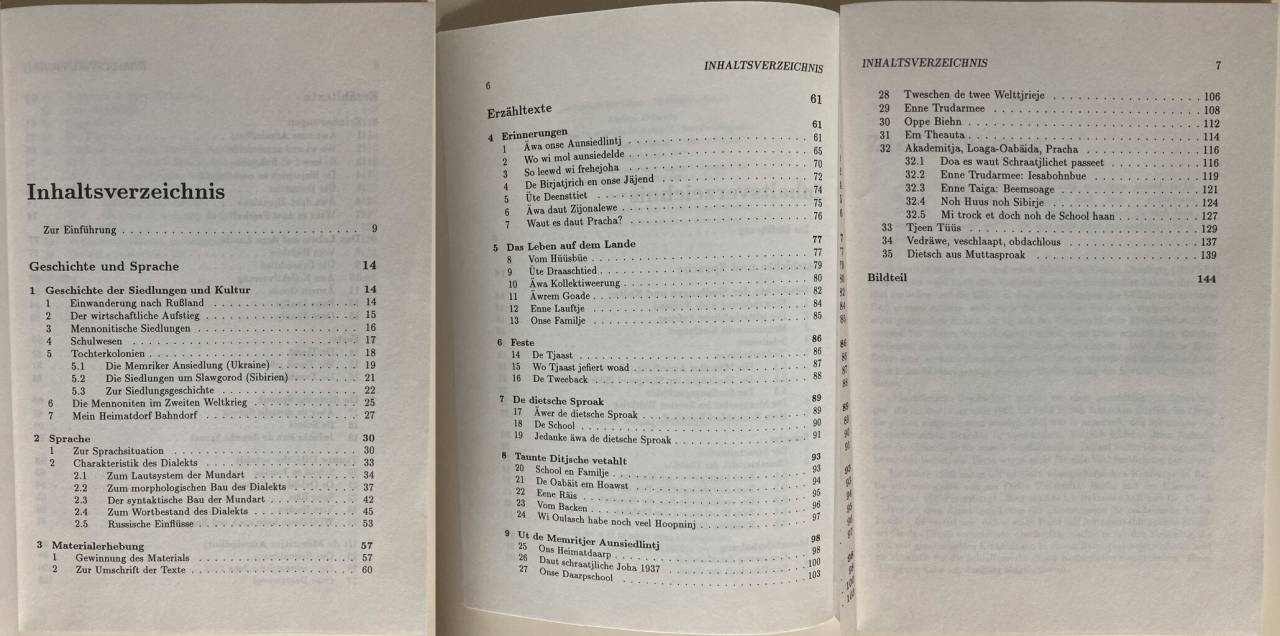 Inhaltsverzeichnis
Zur Einführung 9
Geschichte und Sprache 14
1 Geschichte der Siedlungen und Kultur 14
1 Einwanderung nach Rußland 14
2 Der wirtschaftliche Aufstieg 15
3 Mennonitische Siedlungen 16
4 Schulwesen 17
5 Tochterkolonien 18
5.1 Die Memriker Ansiedlung (Ukraine) 19
5.2 Die Siedlungen um Slawgorod (Sibirien) 21
5.3 Zur Siedlungsgeschichte 22
6 Die Mennoniten im Zweiten Weltkrieg 25
7 Mein Heimatdorf Bahndorf 27
2 Sprache 30
1 Zur Sprachsituation 30
2 Charakteristik des Dialekts 33
2.1 Zum Lautsystem der Mundart 34
2.2 Zum morphologischen Bau des Dialekts 37
2.3 Der syntaktische Bau der Mundart 42
2.4 Zum Wortbestand des Dialekts 45
2.5 Russische Einflüsse 53
3 Materialerhebung 57
1 Gewinnung des Materials 57
2 Zur Umschrift der Texte 60
6 INHALTSVERZEICHNIS
Erzähltexte 61
4 Erinnerungen 61
1 Äwa onse Aunsiedlintj 61
2 Wo wi mol aunsiedelde 65
3 So leewd wi frehejoha 70
4 De Birjatjrich en onse Jäjend 72
5 Üte Deensttiet 74
6 Äwa daut Zijonalewe 75
7 Waut es daut Pracha? 76
5 Das Leben auf dem Lande 77
8 Vom Hüüsbüe 77
9 Üte Draaschtied 79
10 Äwa Kollektiweerung 80
11 Äwrem Goade 82
12 Enne Lauftje 84
13 Onse Familje 85
6 Feste 86
14 De Tjaast 86
15 Wo Tjaast jefiert woad 87
16 De Tweeback 88
7 De dietsche Sproak 89
17 Äwer de dietsche Sproak 89
18 De School 90
19 Jedanke äwa de dietsche Sproak 91
8 Taunte Ditjsche vetahlt 93
20 School en Familje 93
21 De Oabäit em Hoawst 94
22 Eene Räis 95
23 Vom Backen 96
24 Wi Oulasch habe noch veel Hoopninj 97
9 Ut de Memritjer Aunsiedlintj 98
25 Ons Heimatdaarp 98
26 Daut schraatjliche Joha 1937 100
27 Onse Daarpschool 103
INHALTSVERZEICHNIS 7
28 Tweschen de twee Welttjrieje 106
29 Enne Trudarmee 108
30 Oppe Biehn 112
31 Em Theauta 114
32 Akademitja, Loaga-Oabäida, Pracha 116
32.1 Doa es waut Schraatjlichet passeet 116
32.2 Enne Trudarmee: Iesabohnbue 119
32.3 Enne Taiga: Beemsoage 121
32.4 Noh Huus noh Sibirje 124
32.5 Mi trock et doch noh de School haan 127
33 Tjeen Tüüs 129
34 Vedräwe, veschlaapt, obdachlous 137
35 Dietsch aus Muttasproak 139
Bildteil 144